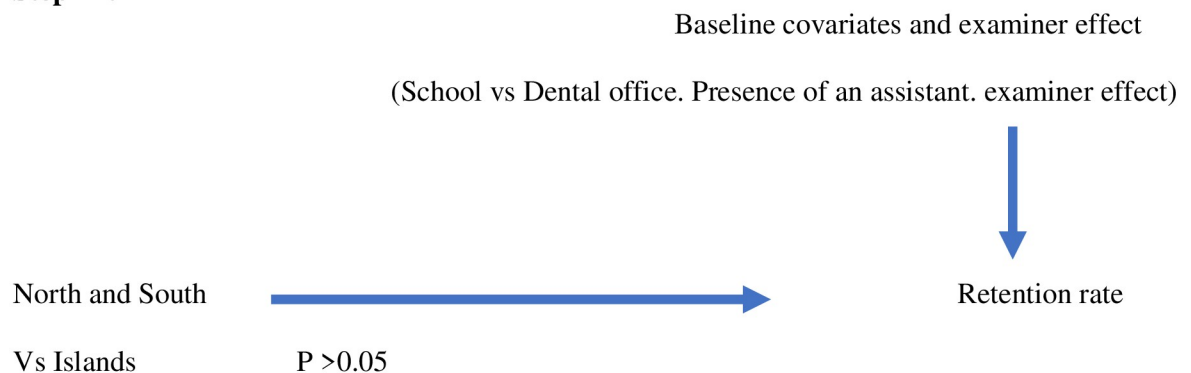 Baseline covariates and examiner effect
(School vs Dental office. Presence of an assistant. examiner effect)
North and South
Retention rate
Vs Islands
P >0.05